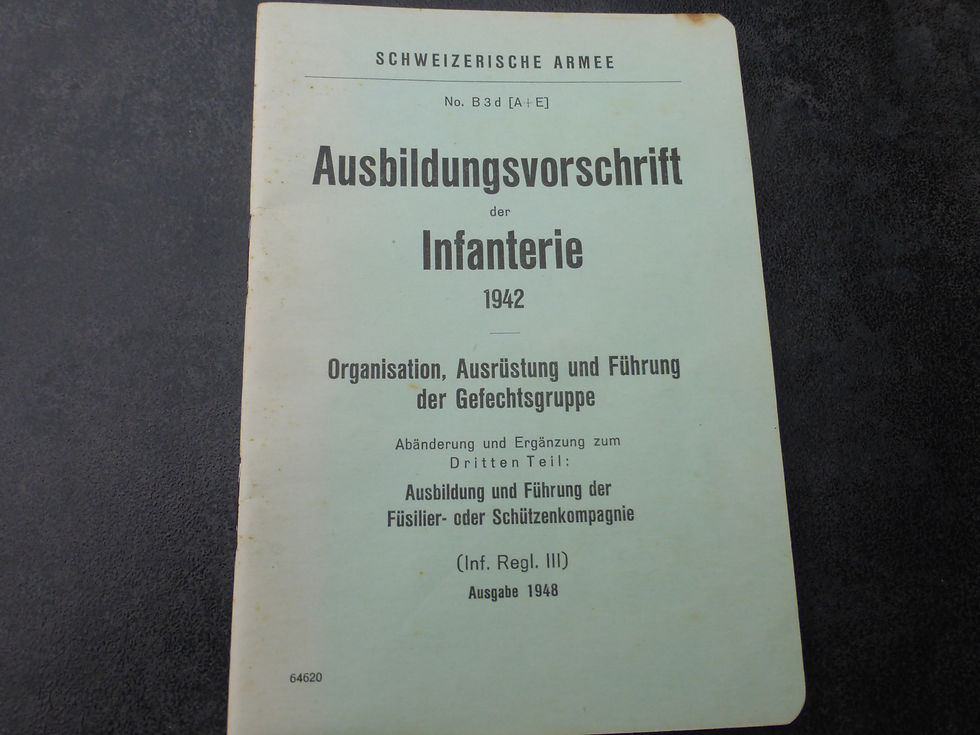 SCHWEIZERISCHE ARMEE
No. B 3 d [A+E]
Ausbildungsvorschrift
der
Infanterie
1942
Organisation, Ausrüstung und Führung
der Gefechtsgruppe
Abänderung und Ergänzung zum
Dritten Teil:
Ausbildung und Führung der
Füsilier- oder Schützenkompagnie
(Inf. Regl. III)
Ausgabe 1948
64620